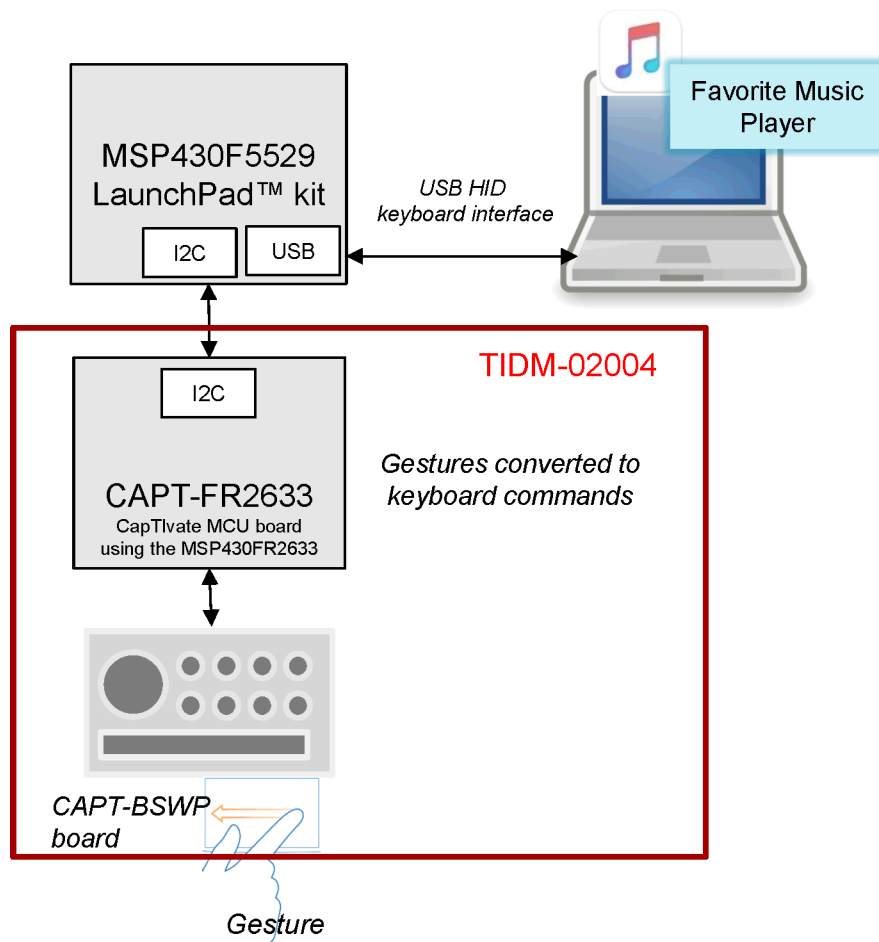 Favorite Music
Player
MSP430F5529
LaunchPad™ kit
I2C
USB
USB HID
keyboard interface
TIDM-02004
I2C
CAPT-FR2633
CapTIvate MCU board
using the MSP430FR2633
Gestures converted to
keyboard commands
CAPT-BSWP
board
Gesture